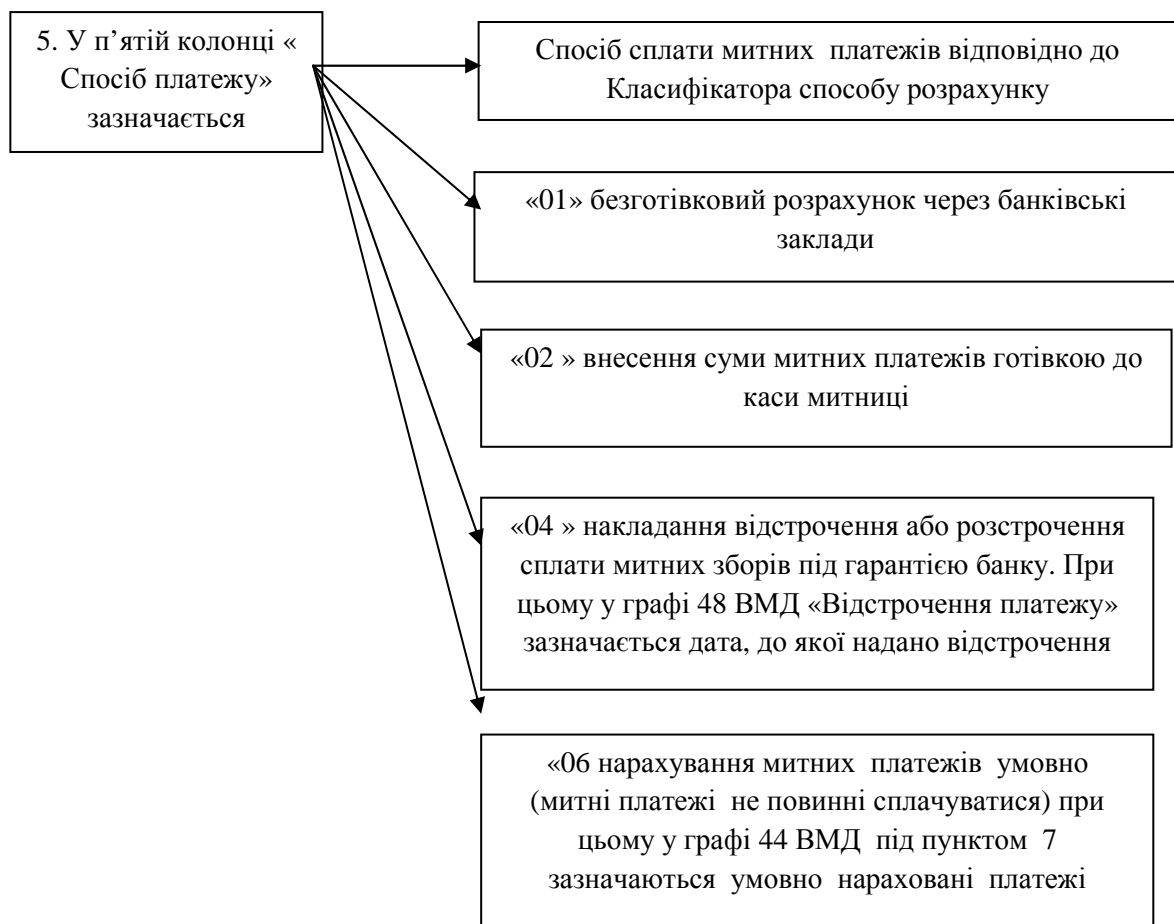 5. У п’ятій колонці «
Спосіб платежу»
зазначається
Спосіб сплати митних платежів відповідно до
Класифікатора способу розрахунку
«01» безготівковий розрахунок через банківські
заклади
«02 » внесення суми митних платежів готівкою до
каси митниці
«04 » накладання відстрочення або розстрочення
сплати митних зборів під гарантією банку. При
цьому у графі 48 ВМД «Відстрочення платежу»
зазначається дата, до якої надано відстрочення
«06 нарахування митних платежів умовно
(митні платежі не повинні сплачуватися) при
цьому у графі 44 ВМД під пунктом 7
зазначаються умовно нараховані платежі